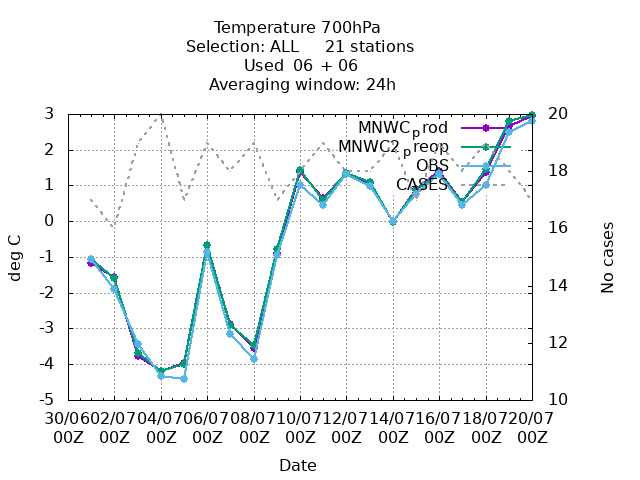 Temperature 700hPa
Selection: ALL 21 stations
Used 06 + 06
Averaging window: 24h
3 20
MNWCprod
MNWC2preop
2 18
OBS
1 CASES
0 16
-1
deg C No cases
-2 14
-3 12
-4
-5 10
30/06 02/07 04/07 06/07 08/07 10/07 12/07 14/07 16/07 18/07 20/07
00Z 00Z 00Z 00Z 00Z 00Z 00Z 00Z 00Z 00Z 00Z
Date